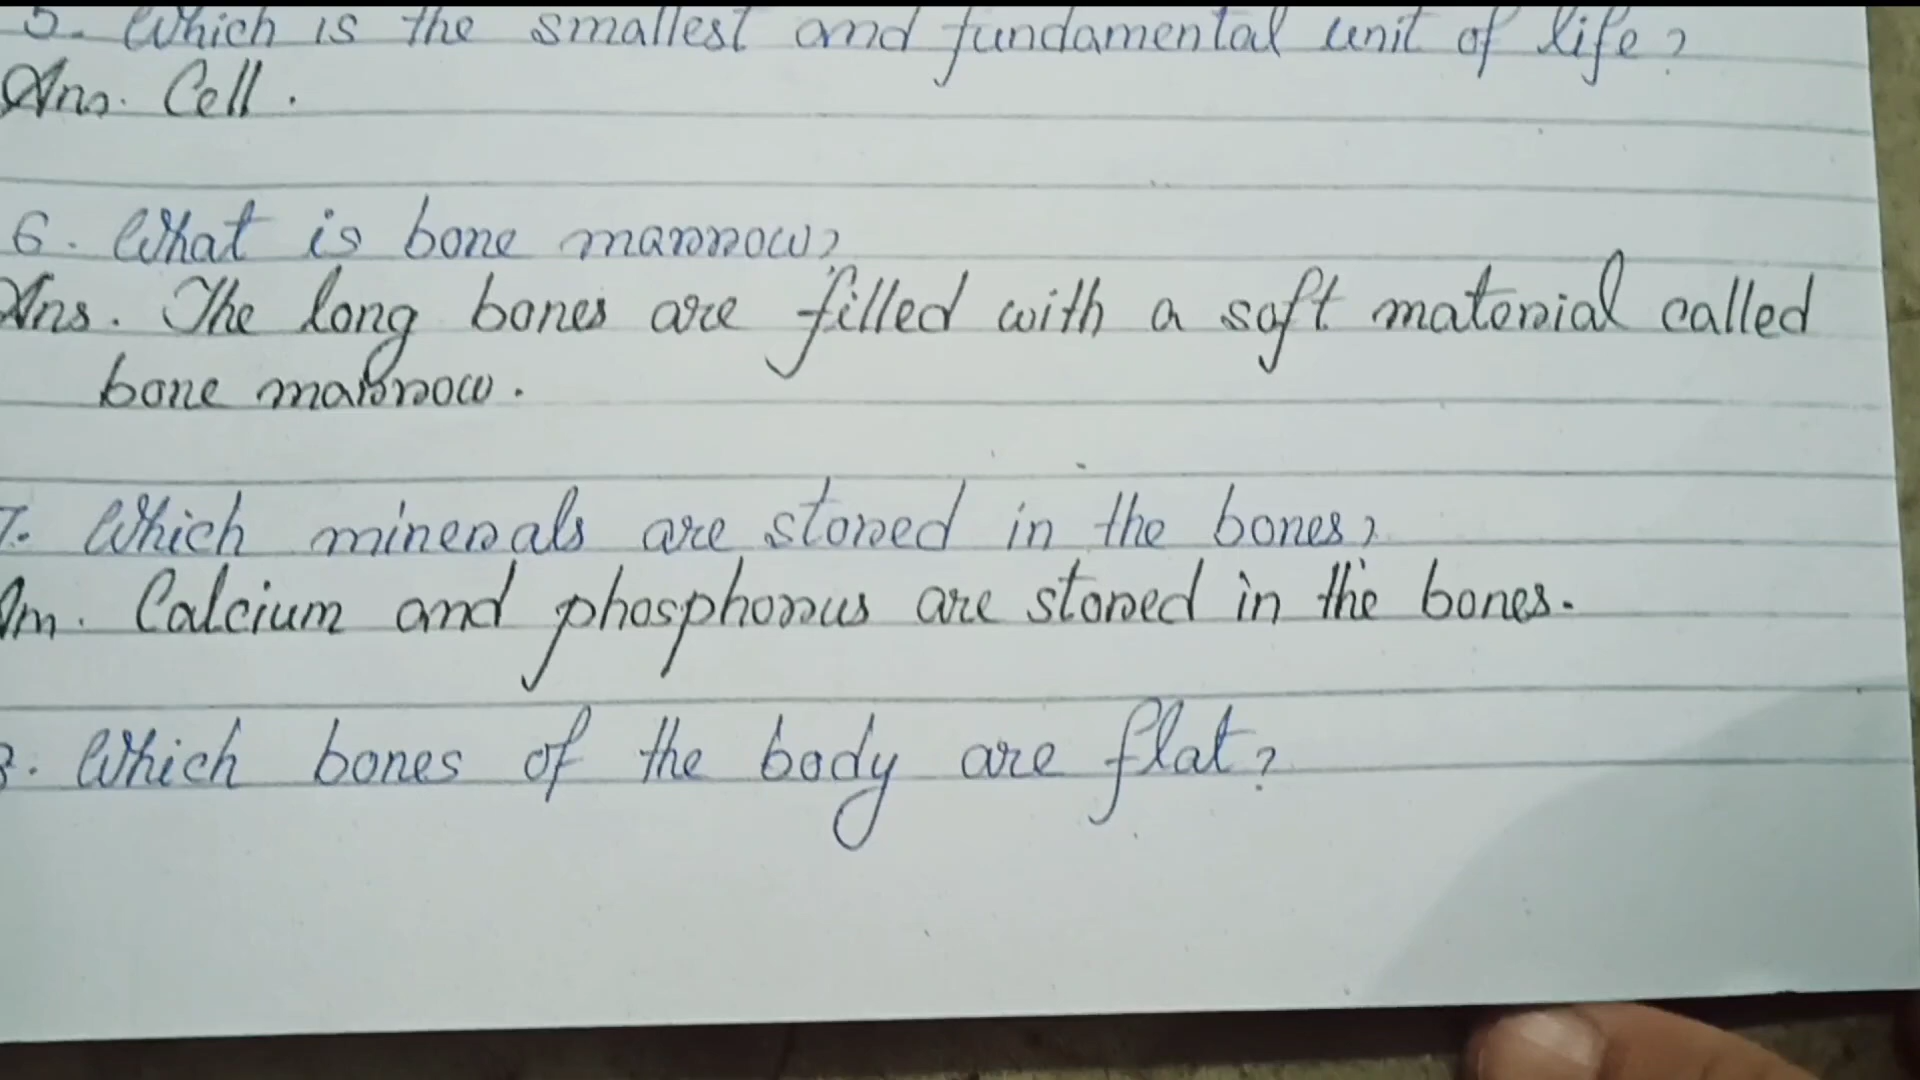 5. Which is the smallest and fundamental unit of life?
Ans. Cell.
6. What is bone marrow?
Ans. The long bones are filled with a soft material called
bone marrow.
7. Which minerals are stored in the bones?
Ans. Calcium and phosphorus are stored in the bones.
8. Which bones of the body are flat?